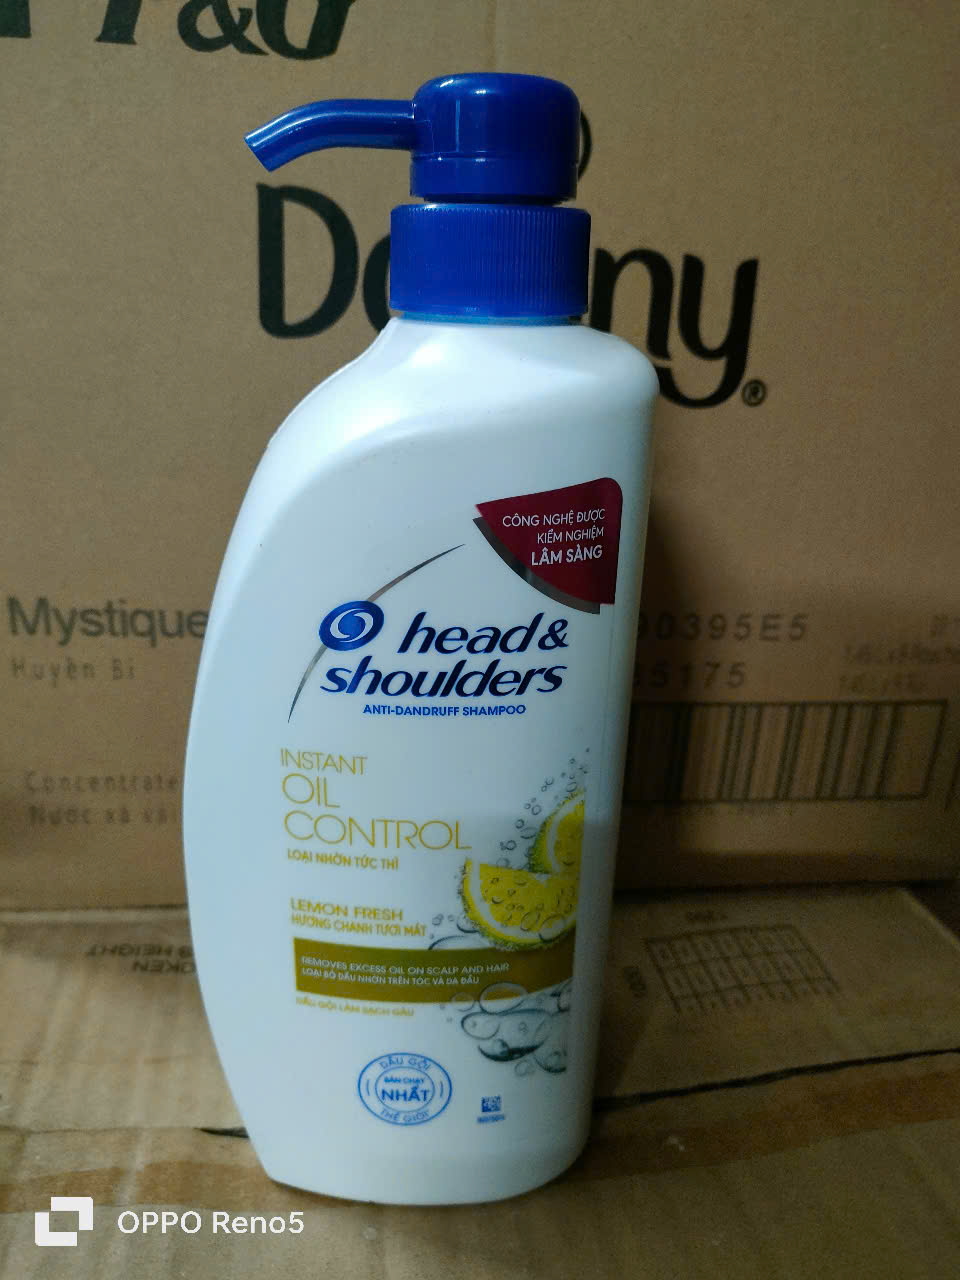 P&G
Downy
®
CÔNG NGHỆ ĐƯỢC
KIỂM NGHIỆM
LÂM SÀNG
head &
shoulders
ANTI-DANDRUFF SHAMPOO
INSTANT
OIL
CONTROL
LOẠI NHỜN TỨC THÌ
LEMON FRESH
HƯƠNG CHANH TƯƠI MÁT
REMOVES EXCESS OIL ON SCALP AND HAIR
LOẠI BỎ DẦU NHỜN TRÊN TÓC VÀ DA ĐẦU
DẦU GỘI LÀM SẠCH GÀU
DẦU GỘI
BÁN CHẠY
NHẤT
THẾ GIỚI
Mystique
Huyền Bí
0395E5
5175
Concentrate
Nước xả vải
HEIGHT
OPPO Reno5